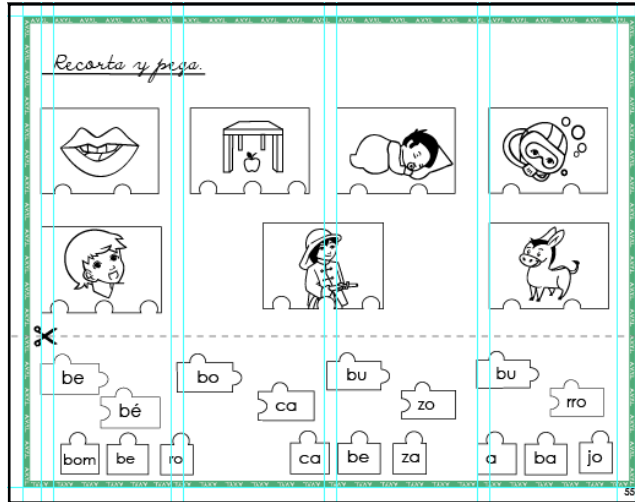 Recorta y pega.
be bo bu bu
bé ca zo rro
bom be ro ca be za a ba jo
55